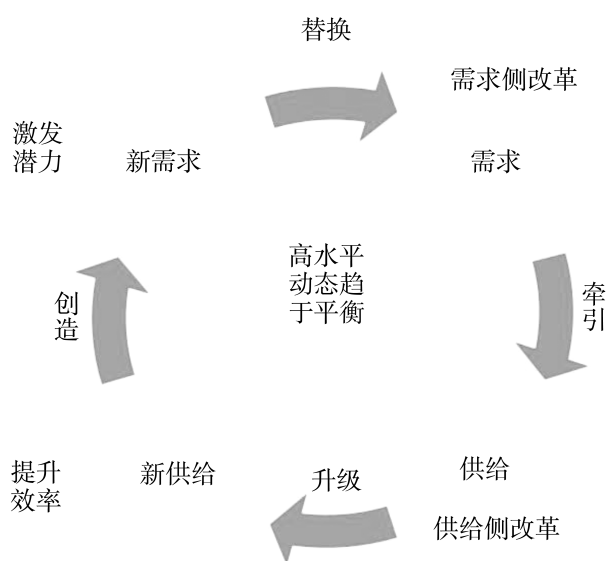 替换
需求侧改革
激发
潜力
新需求
需求
高水平
动态趋
于平衡
创
造
牵
引
提升
效率
新供给
升级
供给
供给侧改革